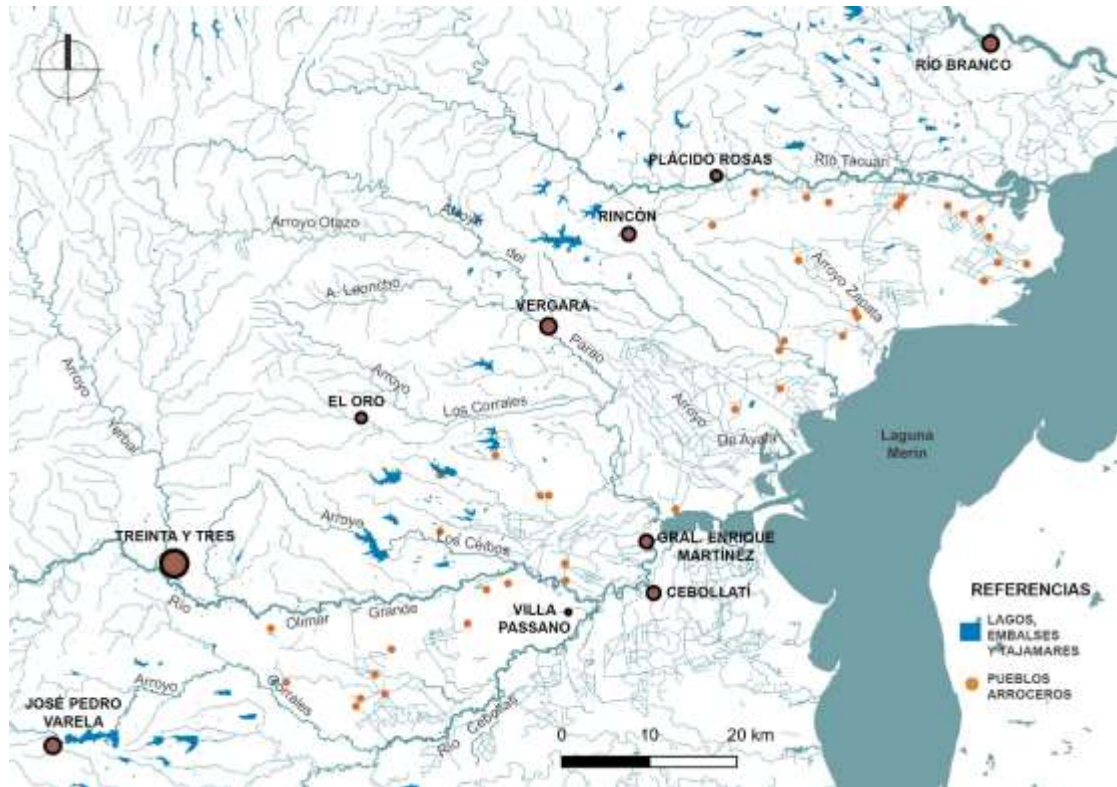 RÍO BRANCO
PLÁCIDO ROSAS
Río Tacuarí
RINCÓN
Arroyo Otazo
Arroyo
del
Parao
A. Leoncho
VERGARA
Arroyo Zapata
Arroyo
Yerbal
EL ORO
Arroyo
Los Corrales
Arroyo
De Ayala
Laguna
Merín
TREINTA Y TRES
Arroyo
Los Ceibos
GRAL. ENRIQUE
MARTÍNEZ
CEBOLLATÍ
Río
Olimar
Grande
VILLA
PASSANO
JOSÉ PEDRO
VARELA
Arroyo
Corrales
Río Cebollatí
0 10 20 km
REFERENCIAS
LAGOS,
EMBALSES
Y TAJAMARES
PUEBLOS
ARROCEROS